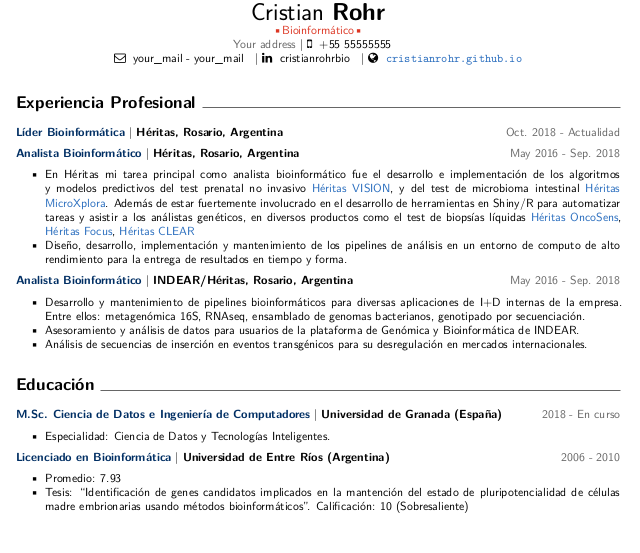 Cristian Rohr
▪ Bioinformático ▪
Your address | +55 55555555
your_mail - your_mail | cristianrohrbio | cristianrohr.github.io
Experiencia Profesional
Líder Bioinformática | Héritas, Rosario, Argentina Oct. 2018 - Actualidad
Analista Bioinformático | Héritas, Rosario, Argentina May 2016 - Sep. 2018
▪ En Héritas mi tarea principal como analista bioinformático fue el desarrollo e implementación de los algoritmos
y modelos predictivos del test prenatal no invasivo Héritas VISION, y del test de microbioma intestinal Héritas
MicroXplora. Además de estar fuertemente involucrado en el desarrollo de herramientas en Shiny/R para automatizar
tareas y asistir a los análistas genéticos, en diversos productos como el test de biopsías líquidas Héritas OncoSens,
Héritas Focus, Héritas CLEAR
▪ Diseño, desarrollo, implementación y mantenimiento de los pipelines de análisis en un entorno de computo de alto
rendimiento para la entrega de resultados en tiempo y forma.
Analista Bioinformático | INDEAR/Héritas, Rosario, Argentina May 2016 - Sep. 2018
▪ Desarrollo y mantenimiento de pipelines bioinformáticos para diversas aplicaciones de I+D internas de la empresa.
Entre ellos: metagenómica 16S, RNAseq, ensamblado de genomas bacterianos, genotipado por secuenciación.
▪ Asesoramiento y análisis de datos para usuarios de la plataforma de Genómica y Bioinformática de INDEAR.
▪ Análisis de secuencias de inserción en eventos transgénicos para su desregulación en mercados internacionales.
Educación
M.Sc. Ciencia de Datos e Ingeniería de Computadores | Universidad de Granada (España) 2018 - En curso
▪ Especialidad: Ciencia de Datos y Tecnologías Inteligentes.
Licenciado en Bioinformática | Universidad de Entre Ríos (Argentina) 2006 - 2010
▪ Promedio: 7.93
▪ Tesis: “Identificación de genes candidatos implicados en la mantención del estado de pluripotencialidad de células
madre embrionarias usando métodos bioinformáticos”. Calificación: 10 (Sobresaliente)